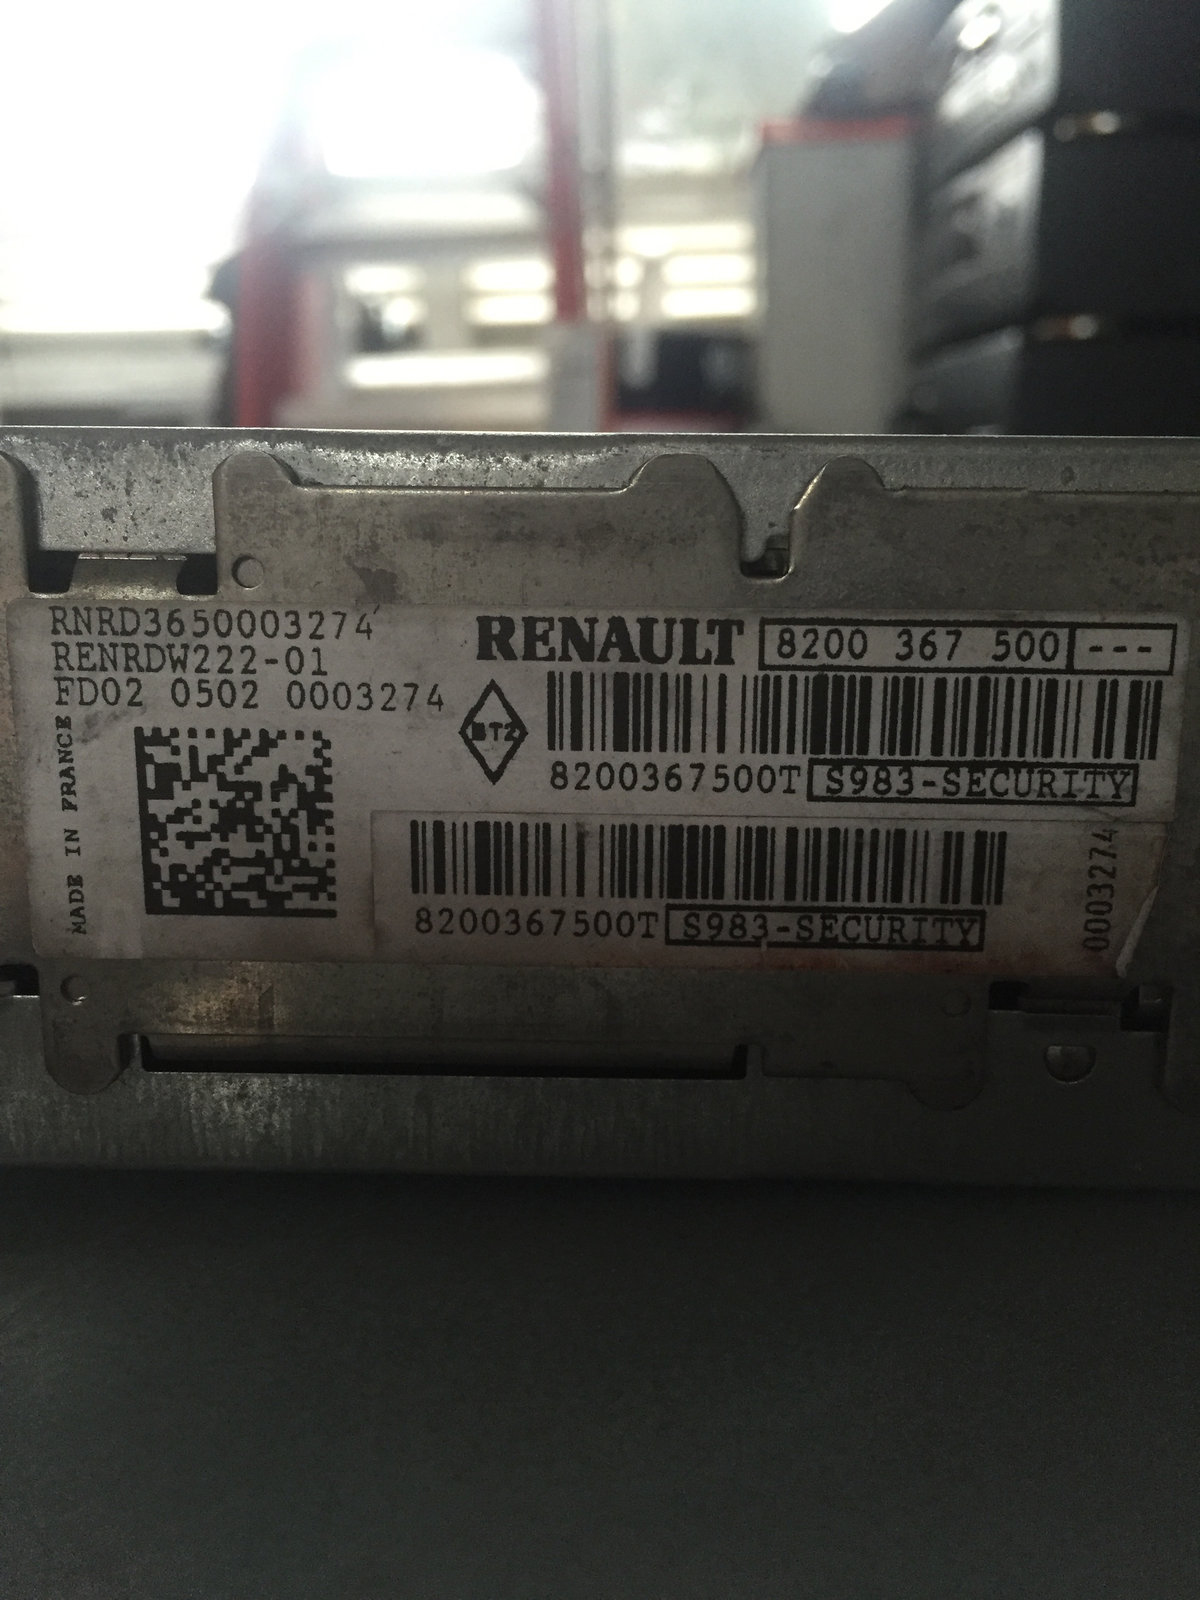 RNRD3650003274
RENRDW222-01
FD02 0502 0003274
MADE IN FRANCE
RENAULT 8200 367 500 ---
BTZ
8200367500T S983-SECURITY
8200367500T S983-SECURITY
0003274